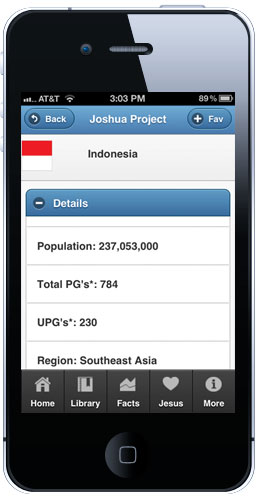 AT&T 3:03 PM 89%
Back Joshua Project Fav
Indonesia
Details
Population: 237,053,000
Total PG's*: 784
UPG's*: 230
Region: Southeast Asia
Home Library Facts Jesus More